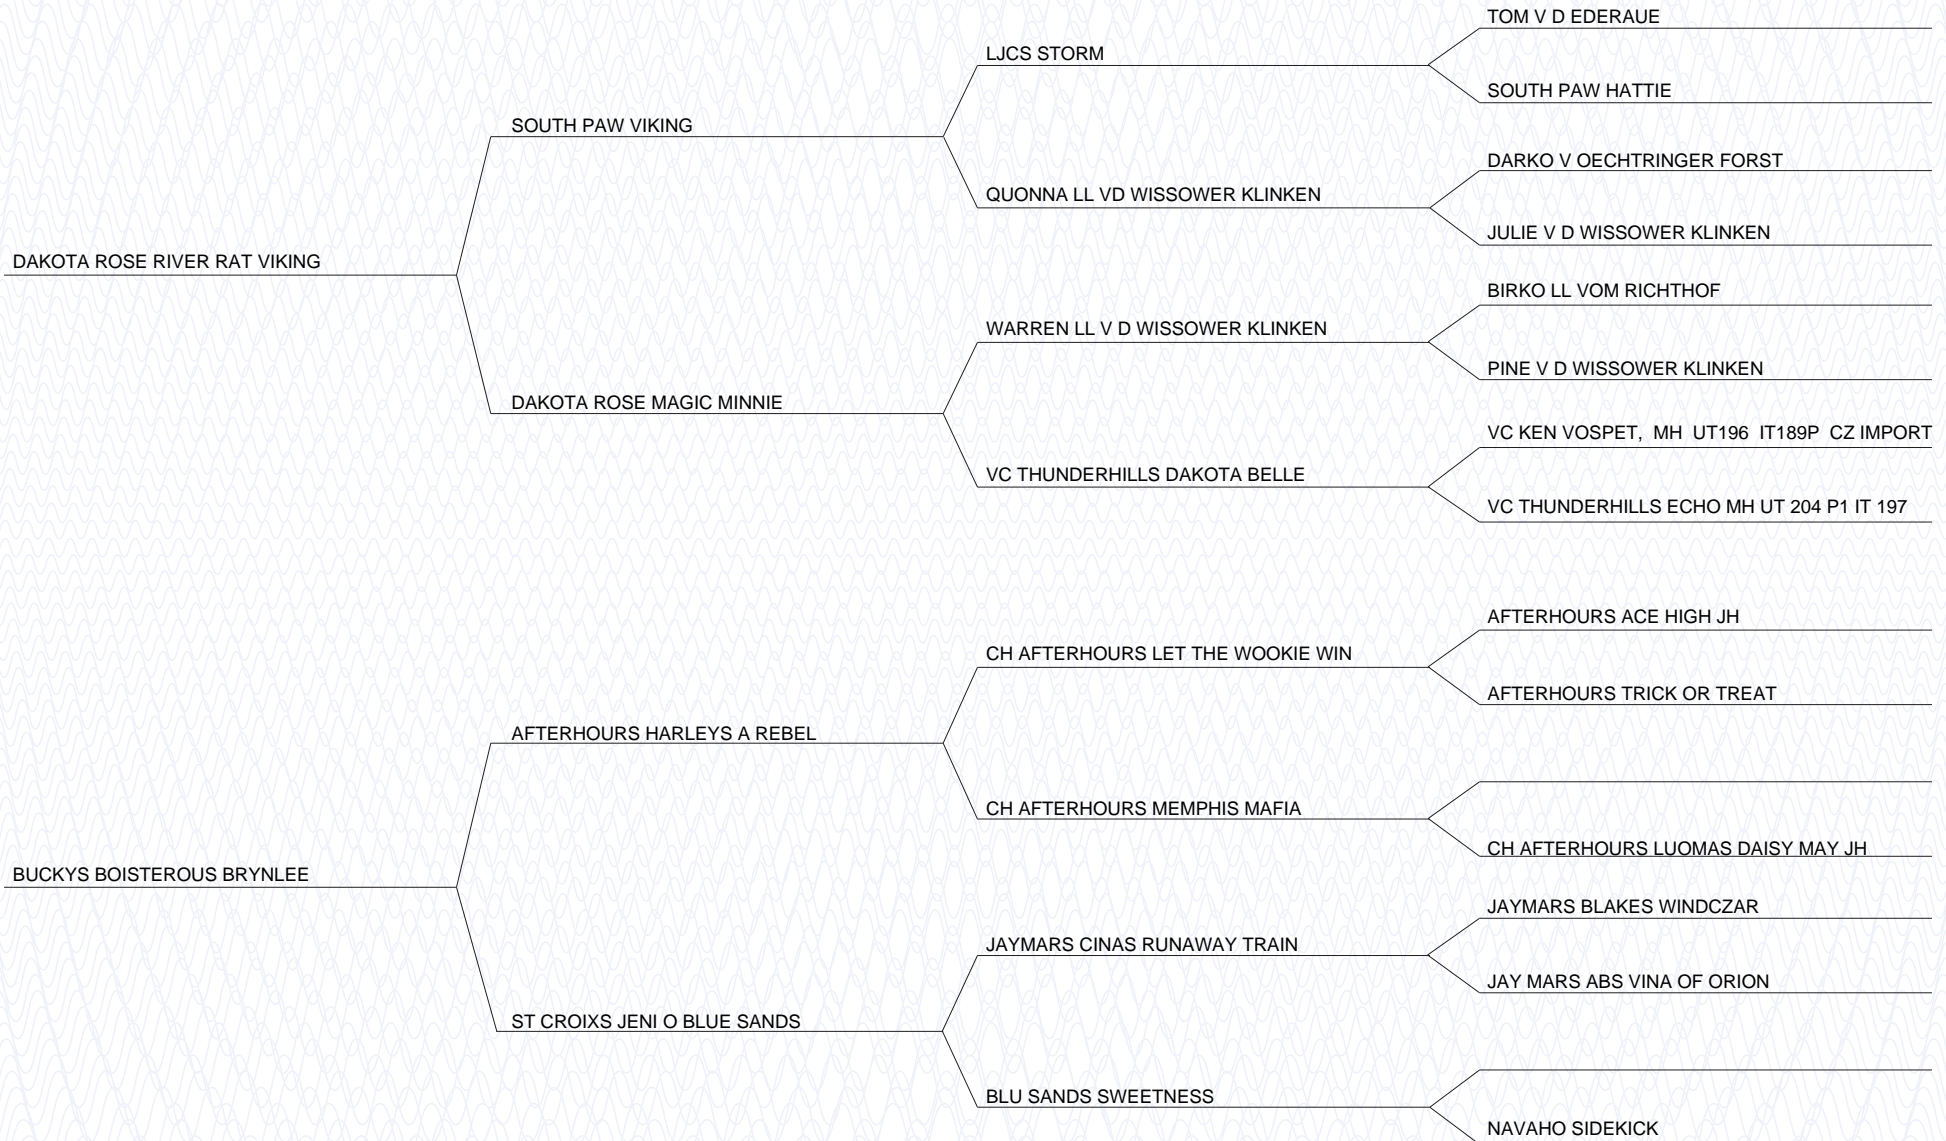 TOM V D EDERAUE
LJCS STORM
SOUTH PAW HATTIE
SOUTH PAW VIKING
DARKO V OECHTRINGER FORST
QUONNA LL VD WISSOWER KLINKEN
JULIE V D WISSOWER KLINKEN
DAKOTA ROSE RIVER RAT VIKING
BIRKO LL VOM RICHTHOF
WARREN LL V D WISSOWER KLINKEN
PINE V D WISSOWER KLINKEN
DAKOTA ROSE MAGIC MINNIE
VC KEN VOSPET,  MH  UT196  IT189P  CZ IMPORT
VC THUNDERHILLS DAKOTA BELLE
VC THUNDERHILLS ECHO MH UT 204 P1 IT 197
AFTERHOURS ACE HIGH JH
CH AFTERHOURS LET THE WOOKIE WIN
AFTERHOURS TRICK OR TREAT
AFTERHOURS HARLEYS A REBEL
CH AFTERHOURS MEMPHIS MAFIA
CH AFTERHOURS LUOMAS DAISY MAY JH
BUCKYS BOISTEROUS BRYNLEE
JAYMARS BLAKES WINDCZAR
JAYMARS CINAS RUNAWAY TRAIN
JAY MARS ABS VINA OF ORION
ST CROIXS JENI O BLUE SANDS
BLU SANDS SWEETNESS
NAVAHO SIDEKICK